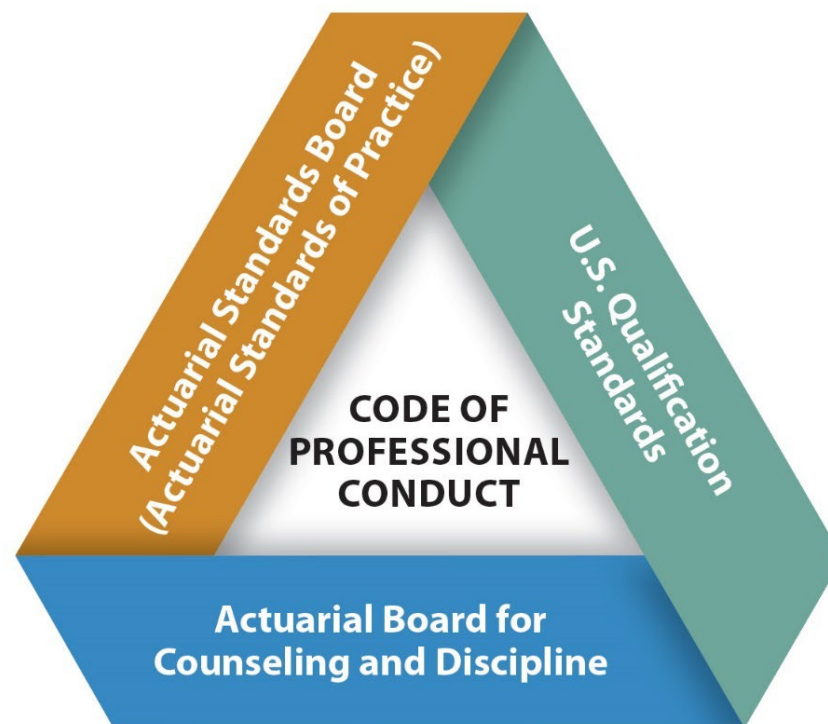 Actuarial Standards Board
(Actuarial Standards of Practice)
U.S. Qualification
Standards
CODE OF
PROFESSIONAL
CONDUCT
Actuarial Board for
Counseling and Discipline